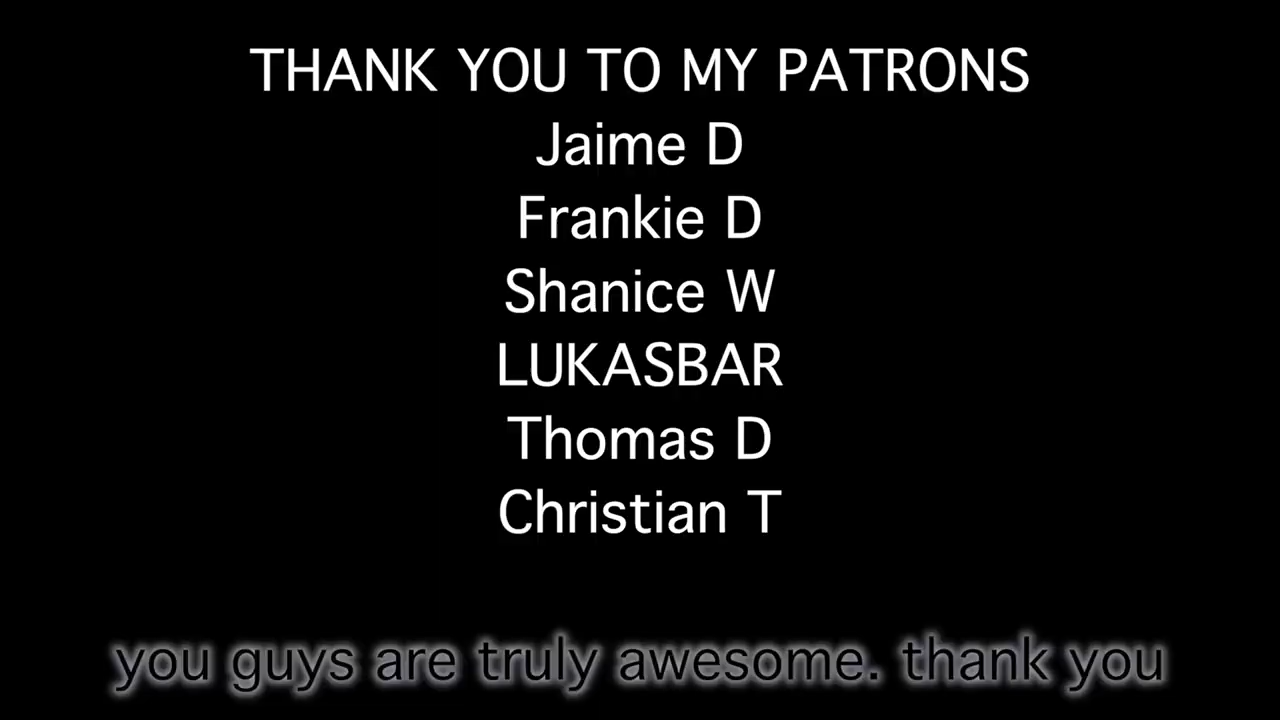 THANK YOU TO MY PATRONS
Jaime D
Frankie D
Shanice W
LUKASBAR
Thomas D
Christian T
you guys are truly awesome. thank you